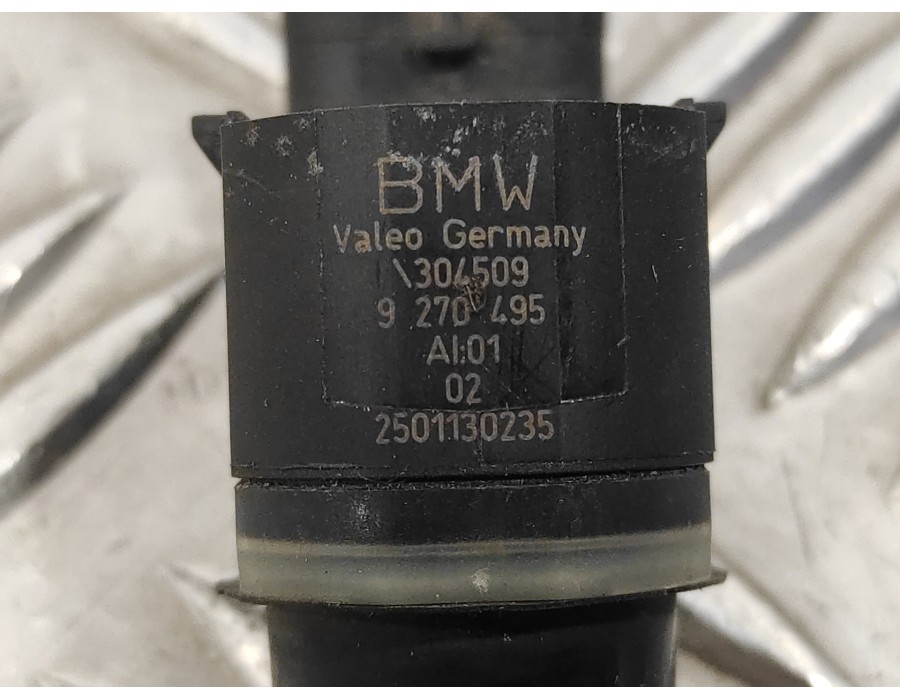 BMW
Valeo Germany
\304509
9 270 495
AI:01
02
2501130235